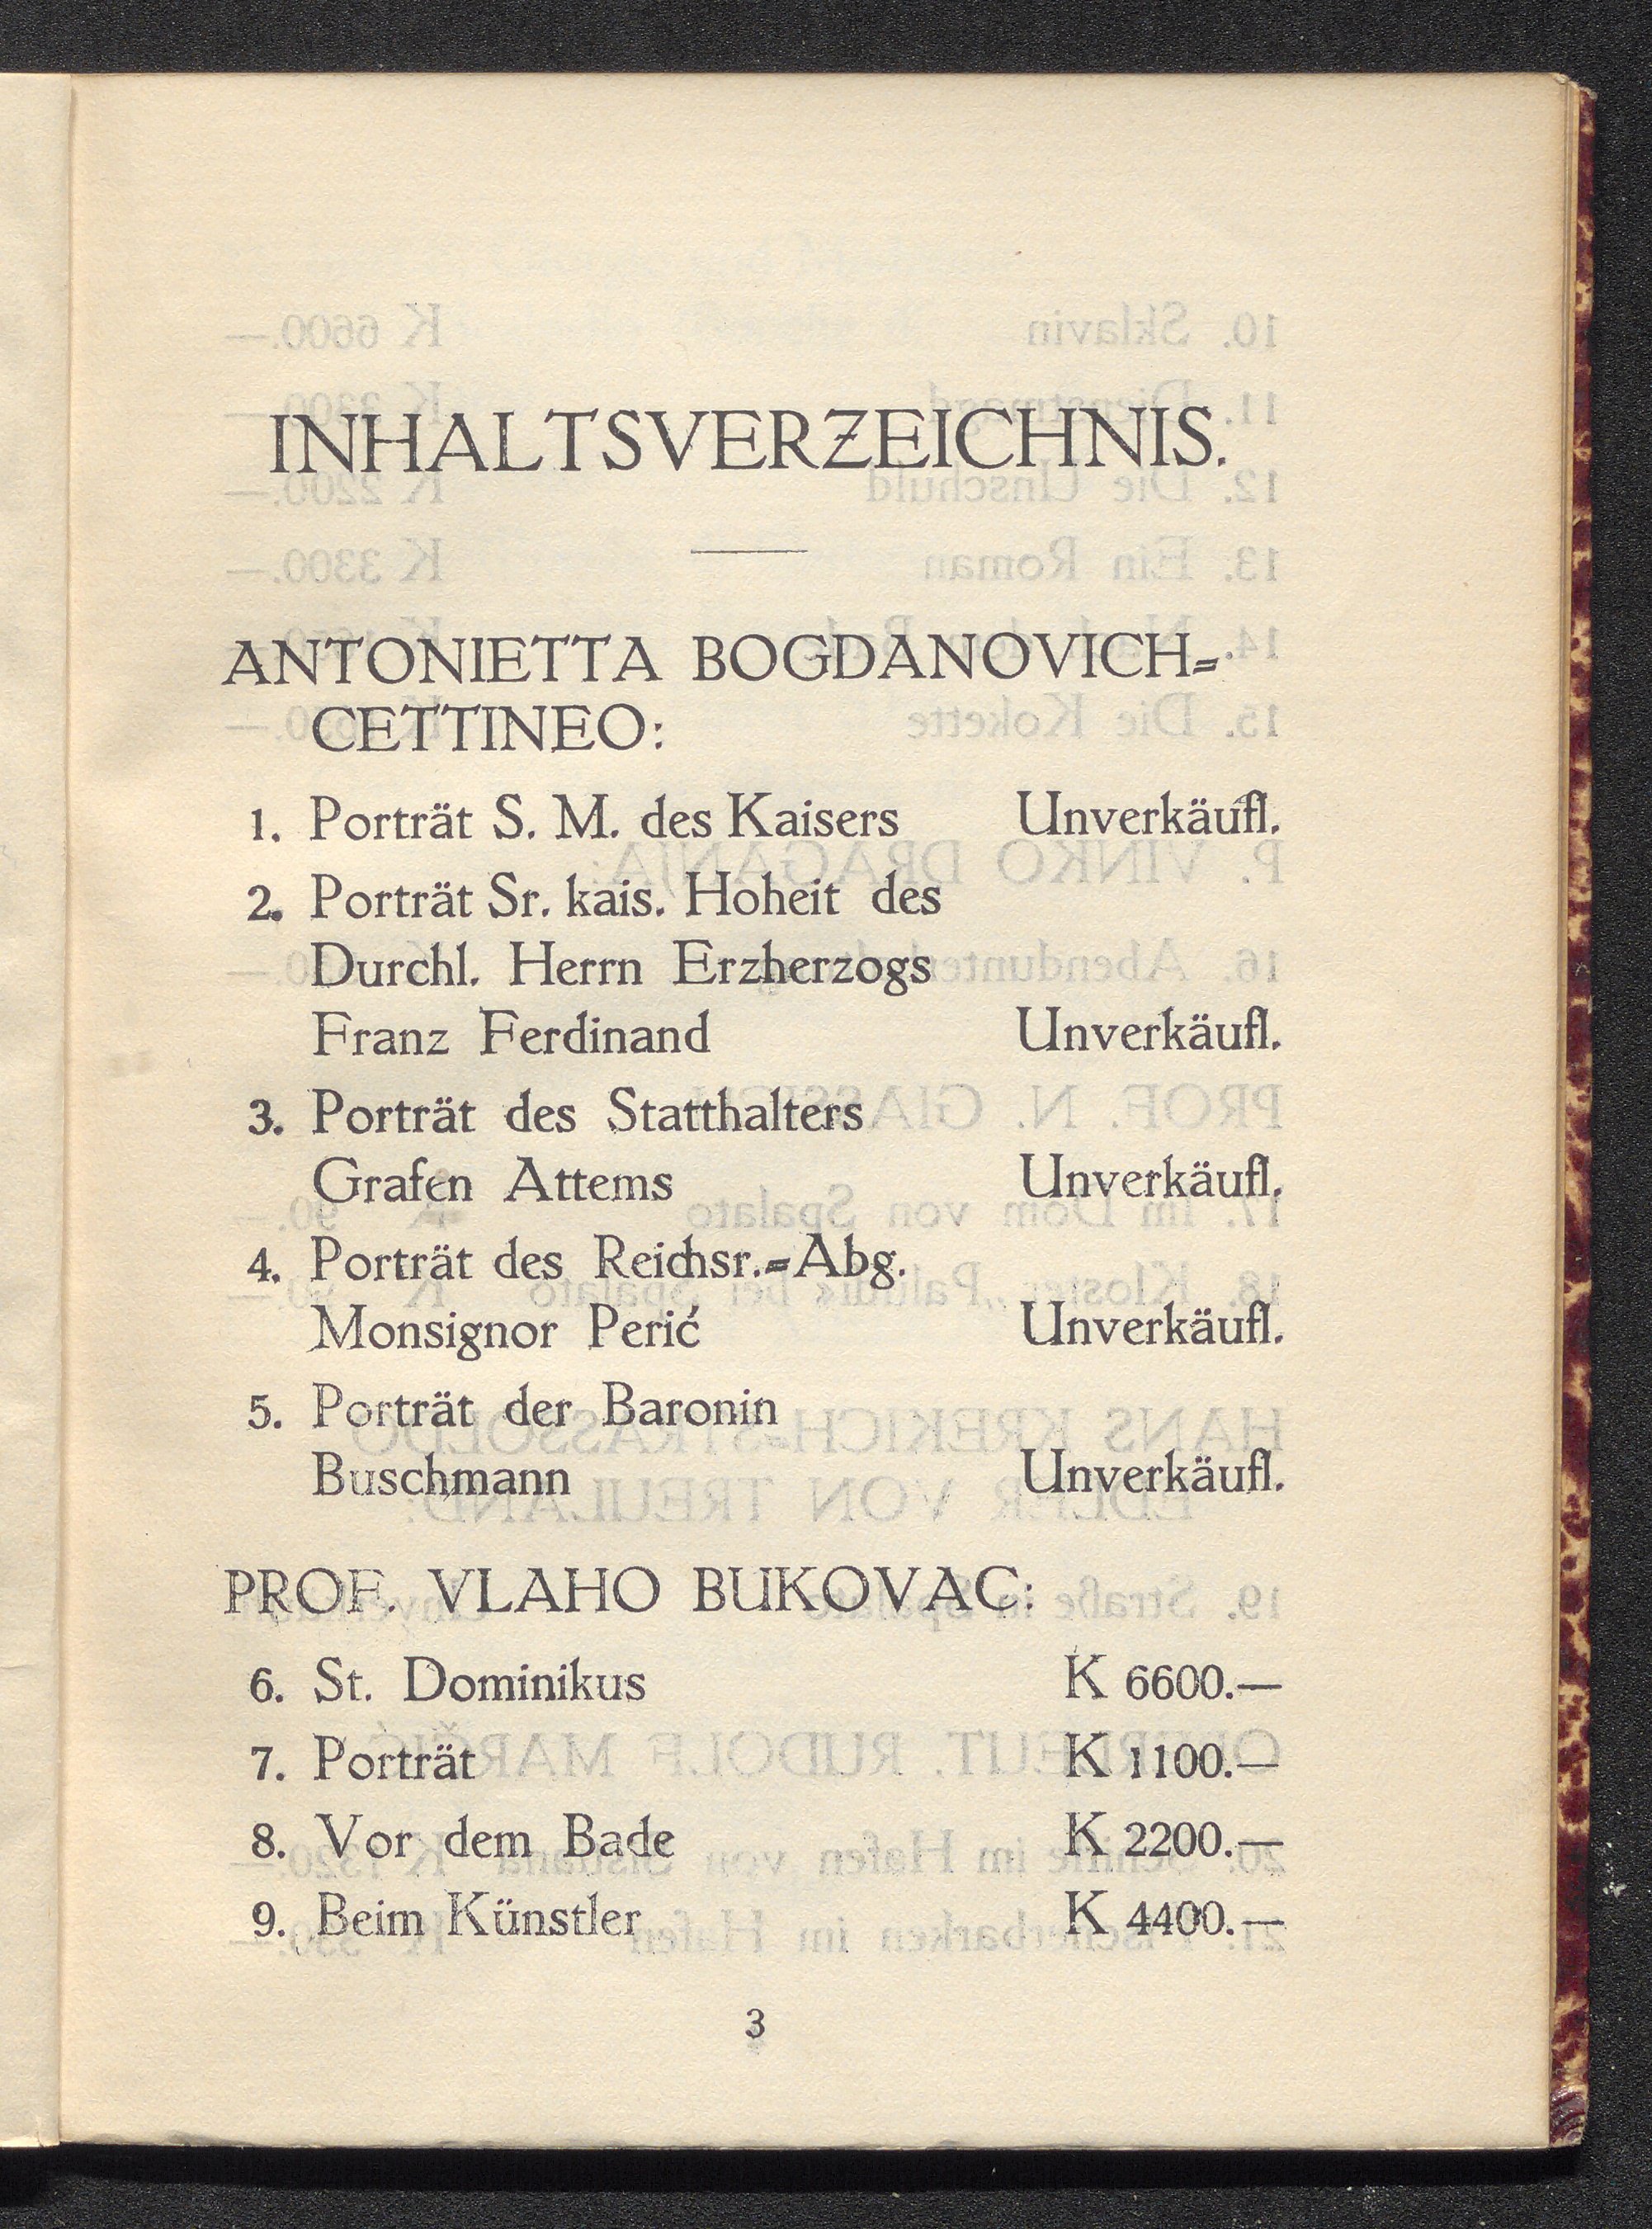 INHALTSVERZEICHNIS.
ANTONIETTA BOGDANOVICH=
CETTINEO:
1. Porträt S. M. des Kaisers Unverkäufl.
2. Porträt Sr. kais. Hoheit des
Durchl. Herrn Erzherzogs
Franz Ferdinand Unverkäufl.
3. Porträt des Statthalters
Grafen Attems Unverkäufl.
4. Porträt des Reichsr.=Abg.
Monsignor Perić Unverkäufl.
5. Porträt der Baronin
Buschmann Unverkäufl.
PROF. VLAHO BUKOVAC:
6. St. Dominikus K 6600.—
7. Porträt K 1100.—
8. Vor dem Bade K 2200.—
9. Beim Künstler K 4400.—
3